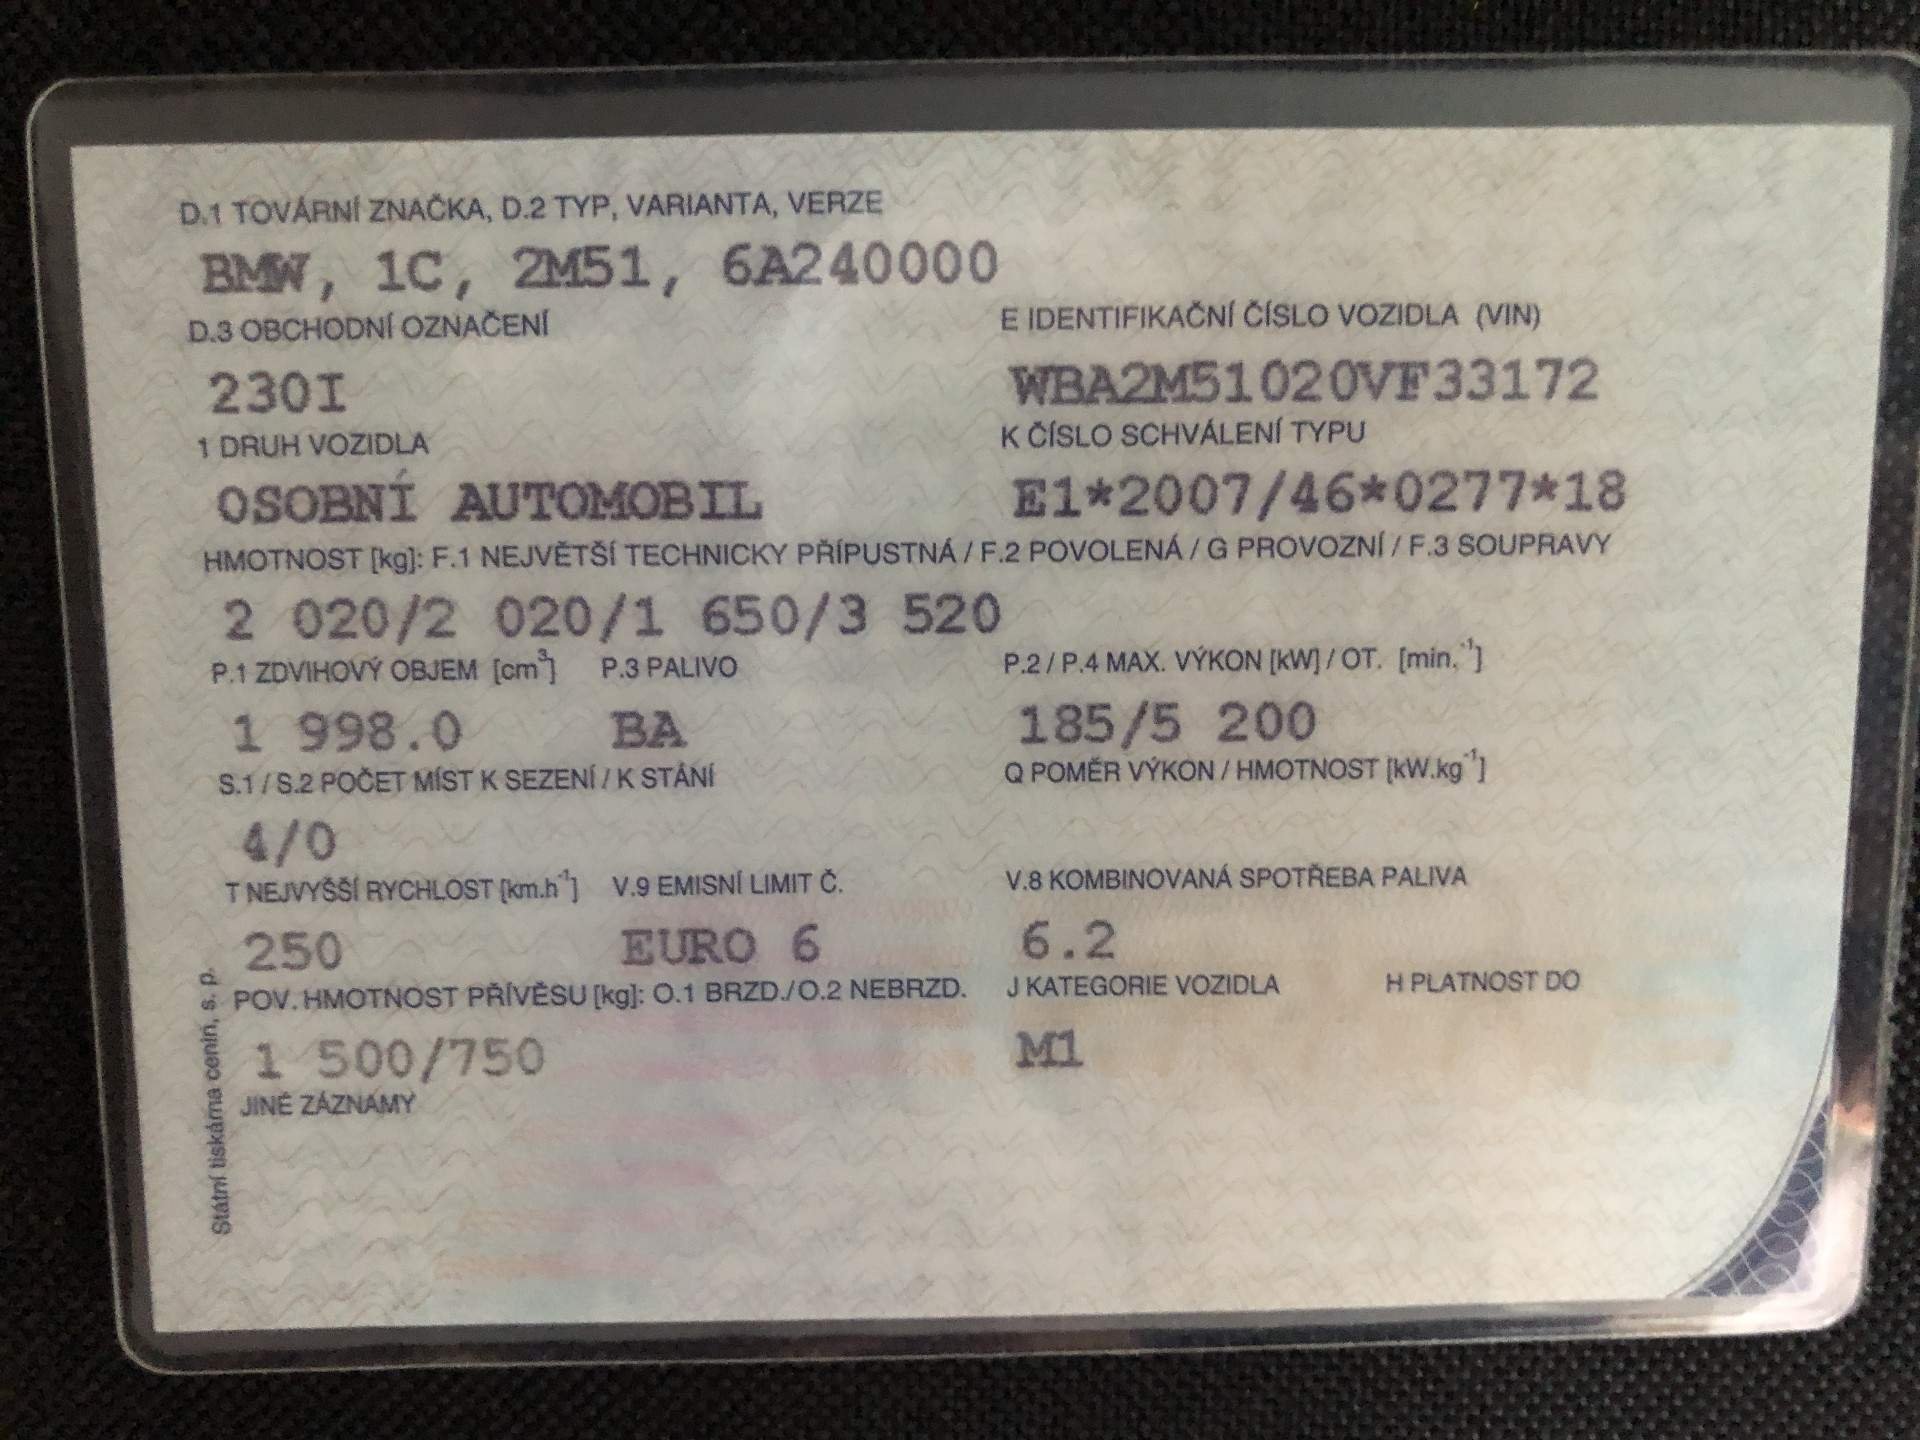 D.1 TOVÁRNÍ ZNAČKA, D.2 TYP, VARIANTA, VERZE
BMW, 1C, 2M51, 6A240000
D.3 OBCHODNÍ OZNAČENÍ E IDENTIFIKAČNÍ ČÍSLO VOZIDLA (VIN)
230I WBA2M51020VF33172
1 DRUH VOZIDLA K ČÍSLO SCHVÁLENÍ TYPU
OSOBNÍ AUTOMOBIL E1*2007/46*0277*18
HMOTNOST [kg]: F.1 NEJVĚTŠÍ TECHNICKY PŘÍPUSTNÁ / F.2 POVOLENÁ / G PROVOZNÍ / F.3 SOUPRAVY
2 020/2 020/1 650/3 520
P.1 ZDVIHOVÝ OBJEM [cm³] P.3 PALIVO P.2 / P.4 MAX. VÝKON [kW] / OT. [min.⁻¹]
1 998.0 BA 185/5 200
S.1 / S.2 POČET MÍST K SEZENÍ / K STÁNÍ Q POMĚR VÝKON / HMOTNOST [kW.kg⁻¹]
4/0
T NEJVYŠŠÍ RYCHLOST [km.h⁻¹] V.9 EMISNÍ LIMIT Č. V.8 KOMBINOVANÁ SPOTŘEBA PALIVA
250 EURO 6 6.2
POV. HMOTNOST PŘÍVĚSU [kg]: O.1 BRZD./O.2 NEBRZD. J KATEGORIE VOZIDLA H PLATNOST DO
1 500/750 M1
JINÉ ZÁZNAMY
Státní tiskárna cenin, s. p.